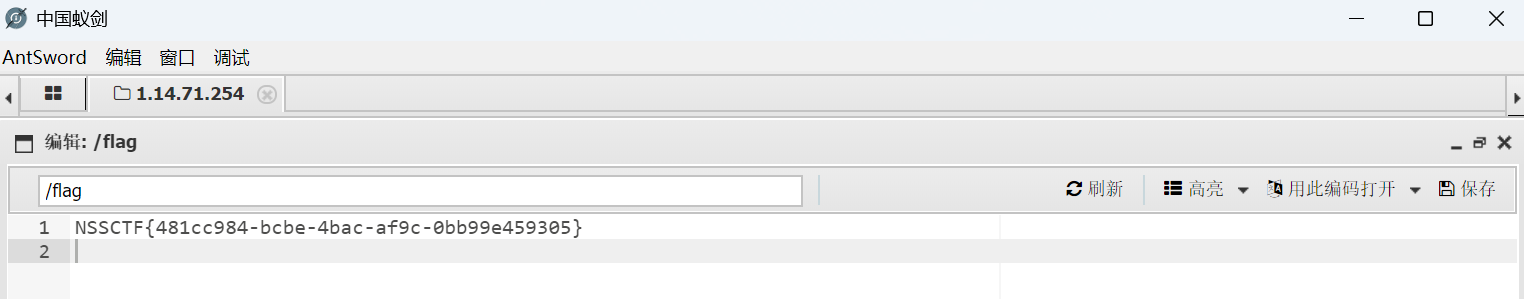 中国蚁剑
AntSword 编辑 窗口 调试
1.14.71.254
编辑: /flag
/flag 刷新 高亮 用此编码打开 保存
1 NSSCTF{481cc984-bcbe-4bac-af9c-0bb99e459305}
2